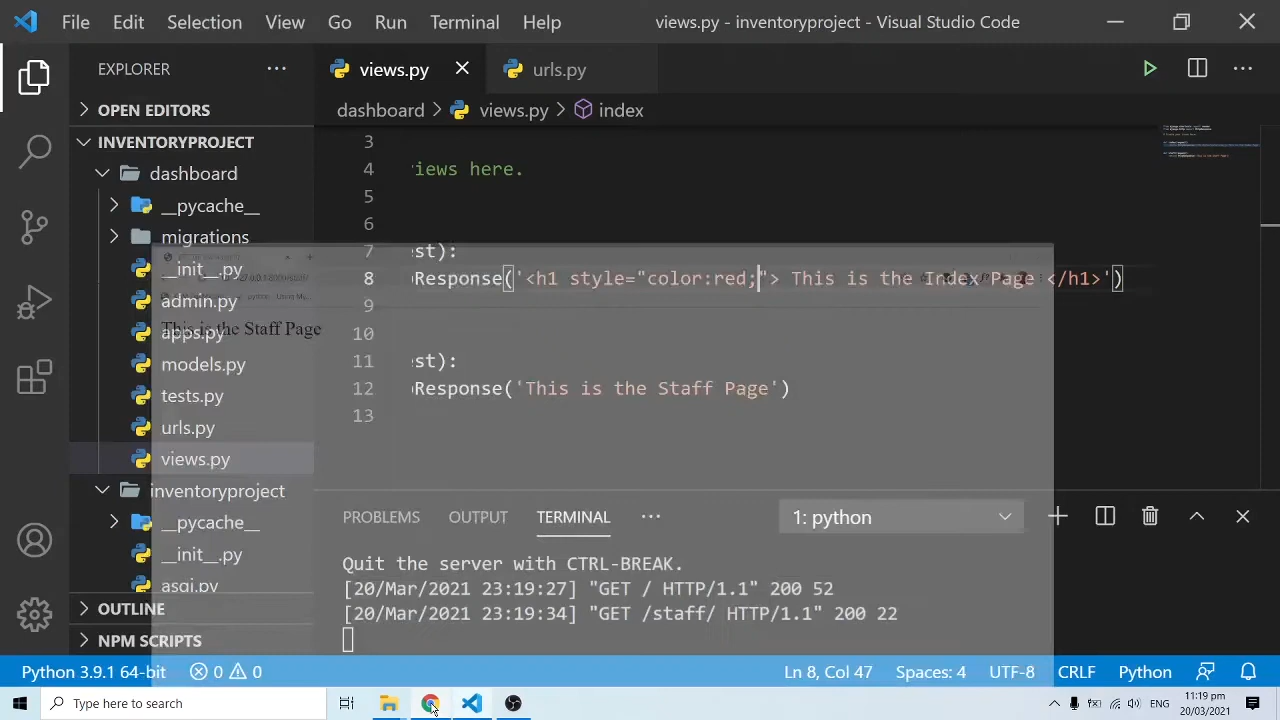 File Edit Selection View Go Run Terminal Help views.py - inventoryproject - Visual Studio Code
EXPLORER
views.py urls.py
OPEN EDITORS
dashboard views.py index
INVENTORYPROJECT
dashboard
__pycache__
migrations
__init__.py
admin.py
apps.py
models.py
tests.py
urls.py
views.py
inventoryproject
__pycache__
__init__.py
asgi.py
OUTLINE
NPM SCRIPTS
3
4 iews here.
5
6
7 st):
8 Response('<h1 style="color:red;"> This is the Index Page </h1>')
9
10
11 st):
12 Response('This is the Staff Page')
13
This is the Staff Page
PROBLEMS OUTPUT TERMINAL 1: python
Quit the server with CTRL-BREAK.
[20/Mar/2021 23:19:27] "GET / HTTP/1.1" 200 52
[20/Mar/2021 23:19:34] "GET /staff/ HTTP/1.1" 200 22
Python 3.9.1 64-bit 0 0 Ln 8, Col 47 Spaces: 4 UTF-8 CRLF Python
Type here to search ENG 11:19 pm
20/03/2021